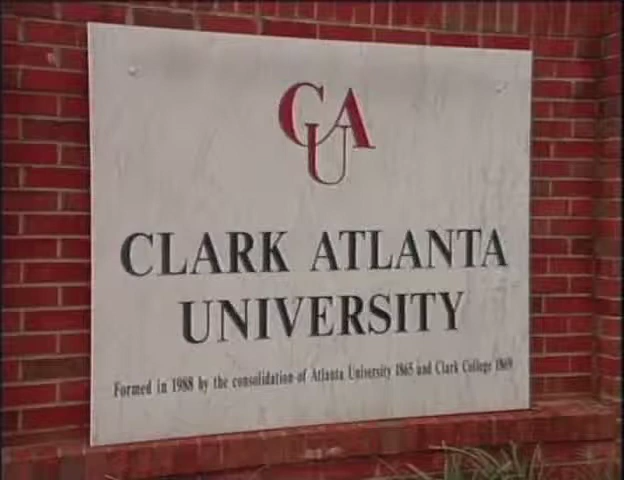 CAU
CLARK ATLANTA
UNIVERSITY
Formed in 1988 by the consolidation of Atlanta University 1865 and Clark College 1869